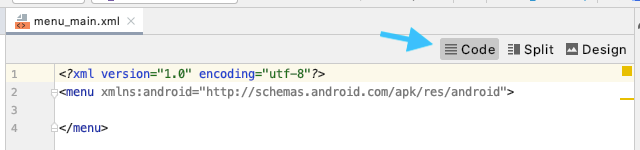 menu_main.xml
Code Split Design
1 <?xml version="1.0" encoding="utf-8"?>
2 <menu xmlns:android="http://schemas.android.com/apk/res/android">
3
4 </menu>